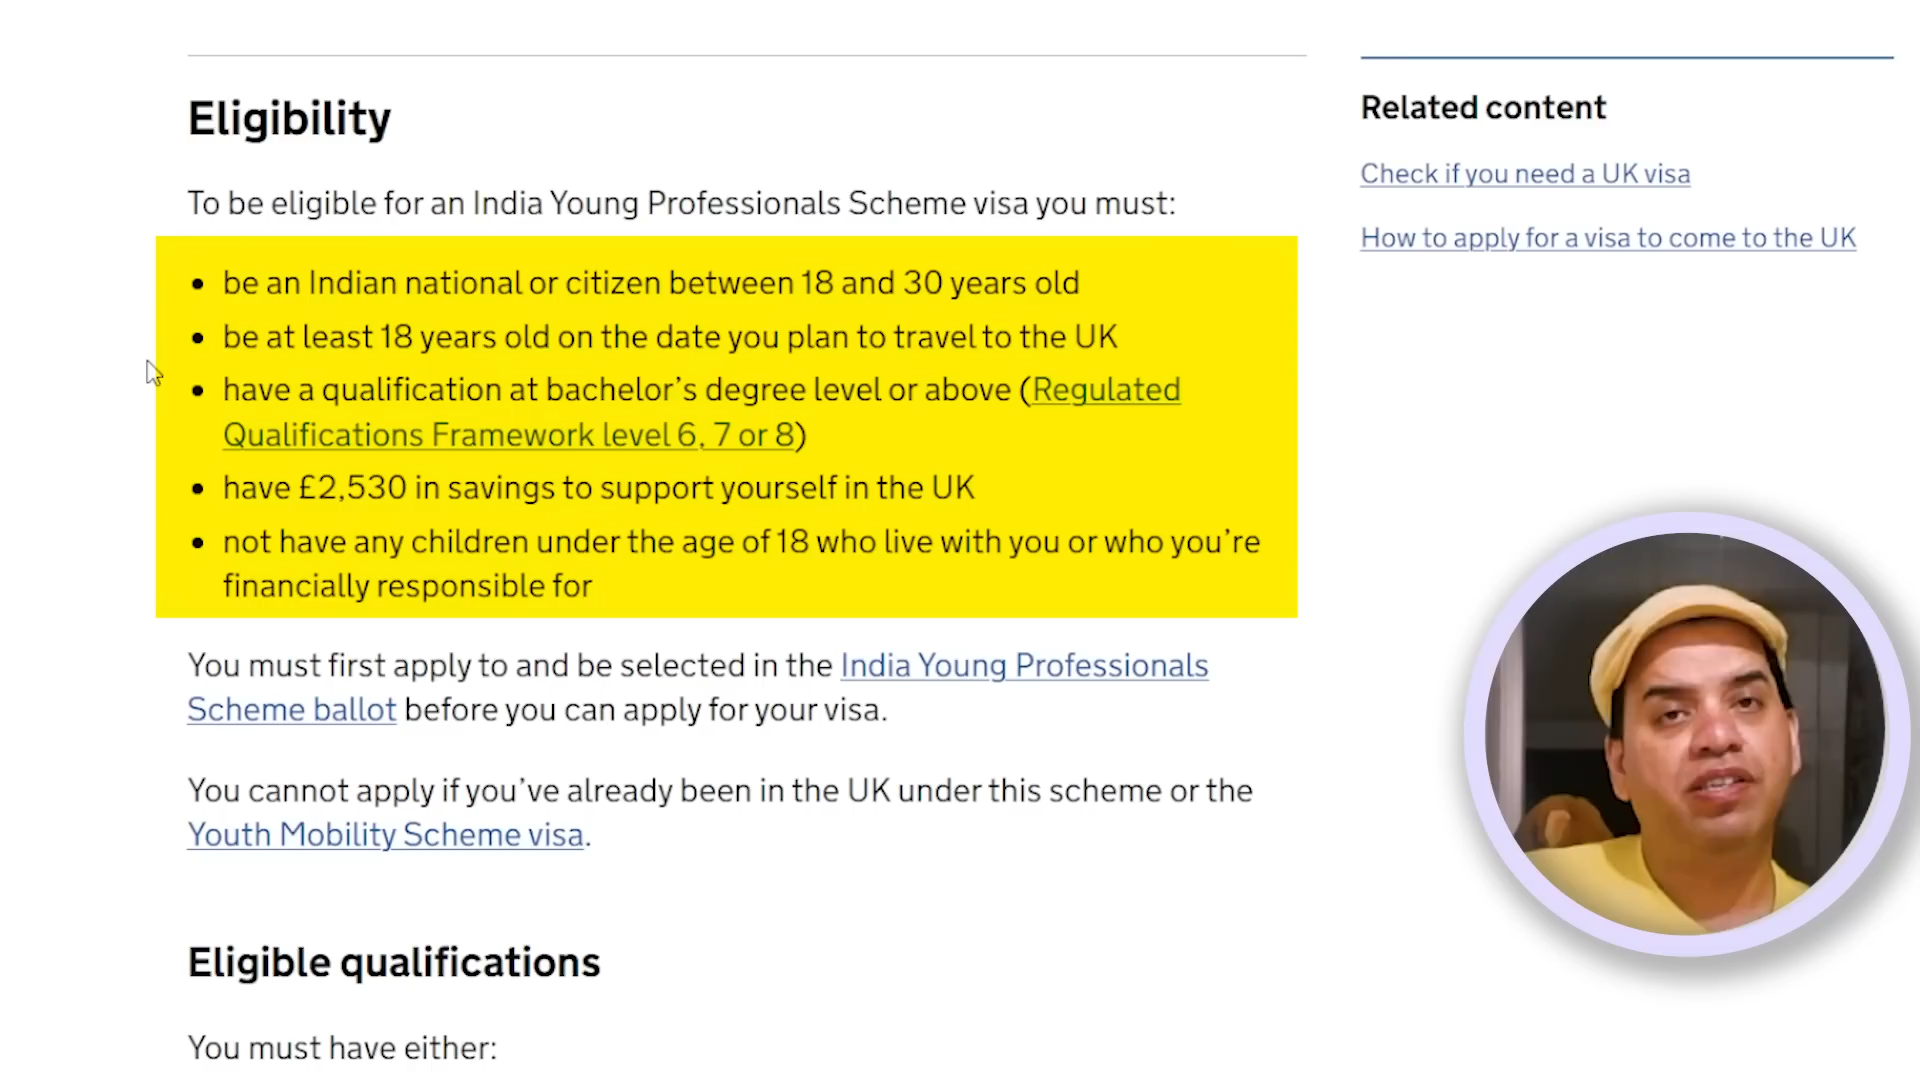 Eligibility
To be eligible for an India Young Professionals Scheme visa you must:
• be an Indian national or citizen between 18 and 30 years old
• be at least 18 years old on the date you plan to travel to the UK
• have a qualification at bachelor’s degree level or above (Regulated
Qualifications Framework level 6, 7 or 8)
• have £2,530 in savings to support yourself in the UK
• not have any children under the age of 18 who live with you or who you’re
financially responsible for
You must first apply to and be selected in the India Young Professionals
Scheme ballot before you can apply for your visa.
You cannot apply if you’ve already been in the UK under this scheme or the
Youth Mobility Scheme visa.
Eligible qualifications
You must have either:
Related content
Check if you need a UK visa
How to apply for a visa to come to the UK